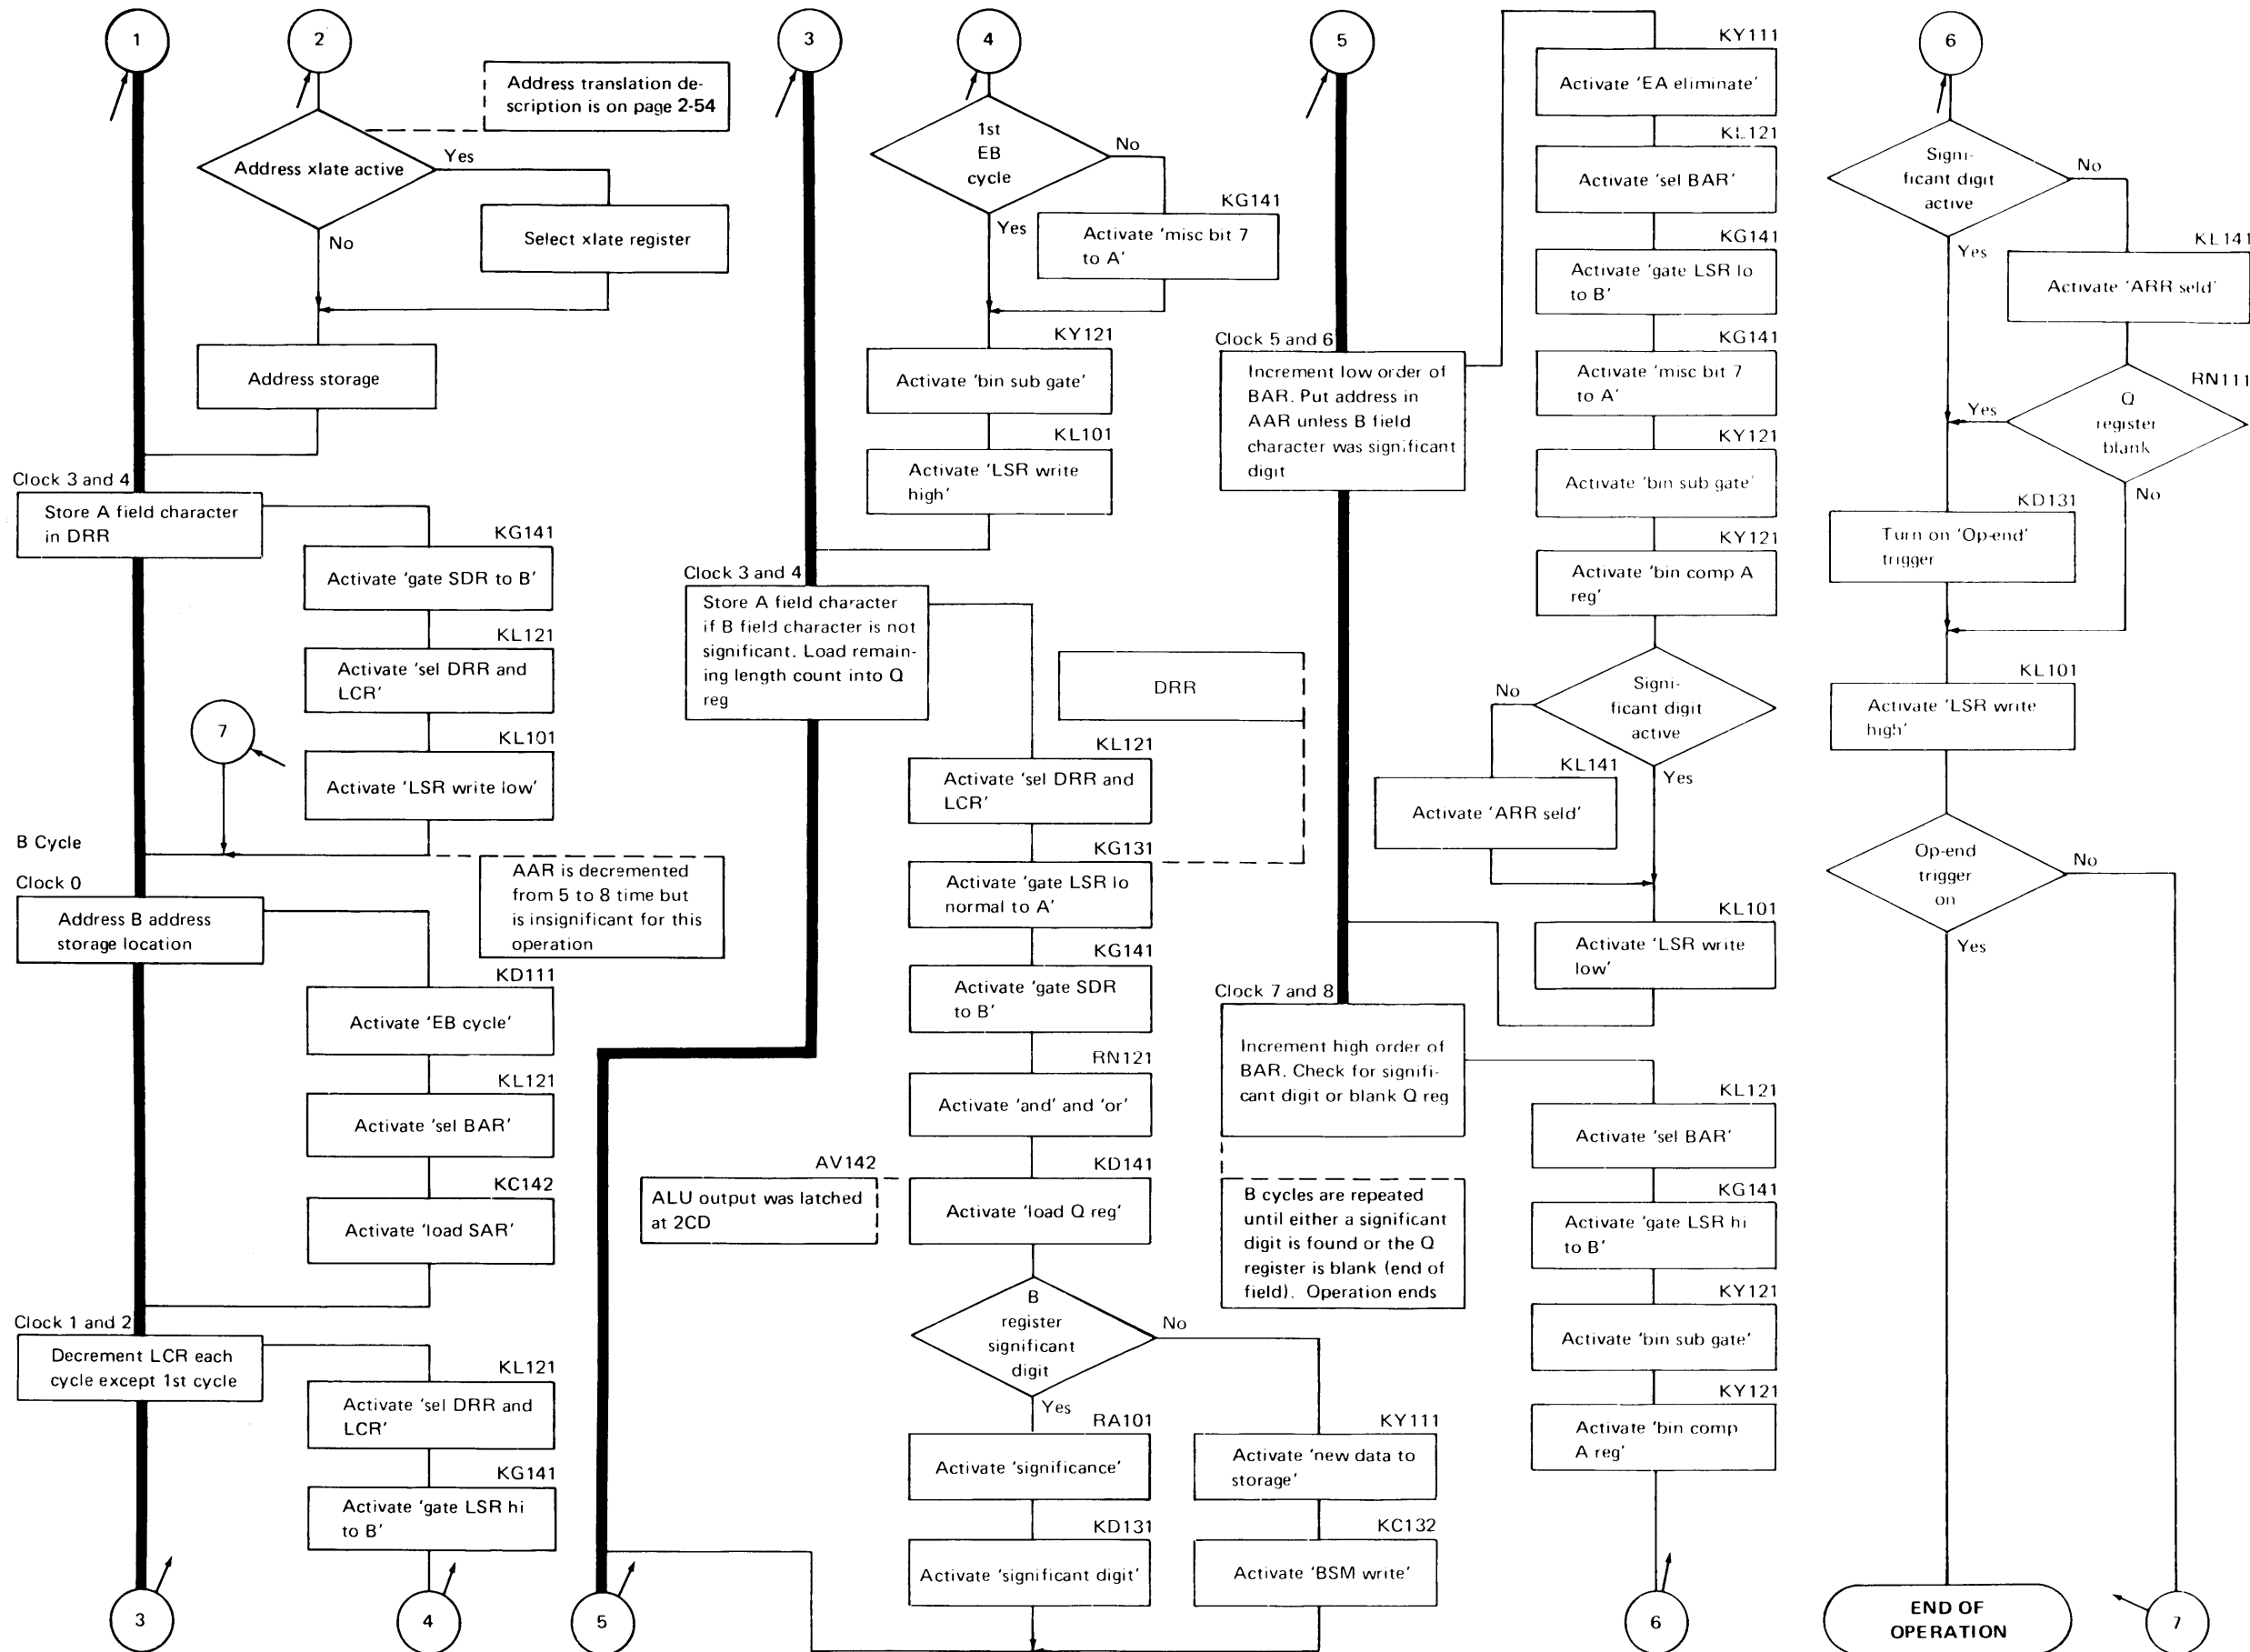 1
2
Address translation de-
scription is on page 2-54
Address xlate active
Yes
No
Select xlate register
Address storage
Clock 3 and 4
Store A field character
in DRR
KG141
Activate 'gate SDR to B'
KL121
Activate 'sel DRR and
LCR'
KL101
Activate 'LSR write low'
7
B Cycle
AAR is decremented
from 5 to 8 time but
is insignificant for this
operation
Clock 0
Address B address
storage location
KD111
Activate 'EB cycle'
KL121
Activate 'sel BAR'
KC142
Activate 'load SAR'
Clock 1 and 2
Decrement LCR each
cycle except 1st cycle
KL121
Activate 'sel DRR and
LCR'
KG141
Activate 'gate LSR hi
to B'
3
4
3
4
1st
EB
cycle
No
Yes
KG141
Activate 'misc bit 7
to A'
KY121
Activate 'bin sub gate'
KL101
Activate 'LSR write
high'
Clock 3 and 4
Store A field character
if B field character is not
significant. Load remain-
ing length count into Q
reg
DRR
KL121
Activate 'sel DRR and
LCR'
KG131
Activate 'gate LSR lo
normal to A'
KG141
Activate 'gate SDR
to B'
RN121
Activate 'and' and 'or'
AV142
ALU output was latched
at 2CD
KD141
Activate 'load Q reg'
B
register
significant
digit
No
Yes
RA101
Activate 'significance'
KD131
Activate 'significant digit'
KY111
Activate 'new data to
storage'
KC132
Activate 'BSM write'
5
5
Clock 5 and 6
Increment low order of
BAR. Put address in
AAR unless B field
character was significant
digit
KY111
Activate 'EA eliminate'
KL121
Activate 'sel BAR'
KG141
Activate 'gate LSR lo
to B'
KG141
Activate 'misc bit 7
to A'
KY121
Activate 'bin sub gate'
KY121
Activate 'bin comp A
reg'
Signi-
ficant digit
active
No
Yes
KL141
Activate 'ARR seld'
KL101
Activate 'LSR write
low'
Clock 7 and 8
Increment high order of
BAR. Check for signifi-
cant digit or blank Q reg
B cycles are repeated
until either a significant
digit is found or the Q
register is blank (end of
field). Operation ends
KL121
Activate 'sel BAR'
KG141
Activate 'gate LSR hi
to B'
KY121
Activate 'bin sub gate'
KY121
Activate 'bin comp
A reg'
6
6
Signi-
ficant digit
active
No
Yes
KL141
Activate 'ARR seld'
RN111
Q
register
blank
Yes
No
KD131
Turn on 'Op-end'
trigger
KL101
Activate 'LSR write
high'
Op-end
trigger
on
No
Yes
END OF
OPERATION
7